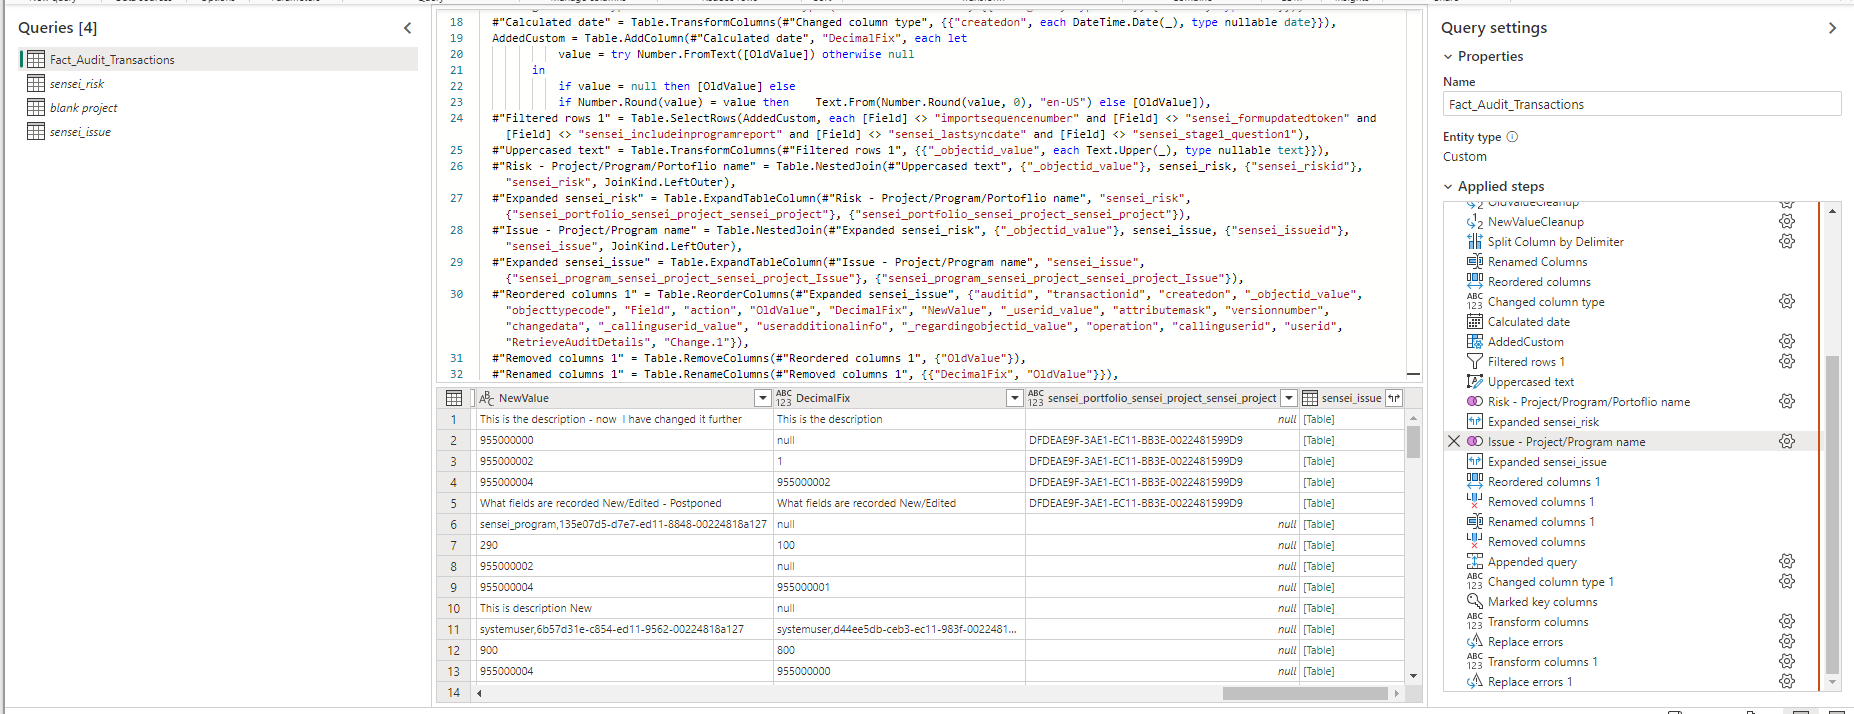 Queries [4]
Fact_Audit_Transactions
sensei_risk
blank project
sensei_issue
18 #"Calculated date" = Table.TransformColumns(#"Changed column type", {{"createdon", each DateTime.Date(_), type nullable date}}),
19 AddedCustom = Table.AddColumn(#"Calculated date", "DecimalFix", each let
20 value = try Number.FromText([OldValue]) otherwise null
21 in
22 if value = null then [OldValue] else
23 if Number.Round(value) = value then Text.From(Number.Round(value, 0), "en-US") else [OldValue]),
24 #"Filtered rows 1" = Table.SelectRows(AddedCustom, each [Field] <> "importsequencenumber" and [Field] <> "sensei_formupdatedtoken" and
[Field] <> "sensei_includeinprogramreport" and [Field] <> "sensei_lastsyncdate" and [Field] <> "sensei_stage1_question1"),
25 #"Uppercased text" = Table.TransformColumns(#"Filtered rows 1", {{"_objectid_value", each Text.Upper(_), type nullable text}}),
26 #"Risk - Project/Program/Portoflio name" = Table.NestedJoin(#"Uppercased text", {"_objectid_value"}, sensei_risk, {"sensei_riskid"},
"sensei_risk", JoinKind.LeftOuter),
27 #"Expanded sensei_risk" = Table.ExpandTableColumn(#"Risk - Project/Program/Portoflio name", "sensei_risk",
{"sensei_portfolio_sensei_project_sensei_project"}, {"sensei_portfolio_sensei_project_sensei_project"}),
28 #"Issue - Project/Program name" = Table.NestedJoin(#"Expanded sensei_risk", {"_objectid_value"}, sensei_issue, {"sensei_issueid"},
"sensei_issue", JoinKind.LeftOuter),
29 #"Expanded sensei_issue" = Table.ExpandTableColumn(#"Issue - Project/Program name", "sensei_issue",
{"sensei_program_sensei_project_sensei_project_Issue"}, {"sensei_program_sensei_project_sensei_project_Issue"}),
30 #"Reordered columns 1" = Table.ReorderColumns(#"Expanded sensei_issue", {"auditid", "transactionid", "createdon", "_objectid_value",
"objecttypecode", "Field", "action", "OldValue", "DecimalFix", "NewValue", "_userid_value", "attributemask", "versionnumber",
"changedata", "_callinguserid_value", "useradditionalinfo", "_regardingobjectid_value", "operation", "callinguserid", "userid",
"RetrieveAuditDetails", "Change.1"}),
31 #"Removed columns 1" = Table.RemoveColumns(#"Reordered columns 1", {"OldValue"}),
32 #"Renamed columns 1" = Table.RenameColumns(#"Removed columns 1", {{"DecimalFix", "OldValue"}}),
NewValue DecimalFix sensei_portfolio_sensei_project_sensei_project sensei_issue
1 This is the description - now I have changed it further This is the description null [Table]
2 955000000 null DFDEAE9F-3AE1-EC11-BB3E-0022481599D9 [Table]
3 955000002 1 DFDEAE9F-3AE1-EC11-BB3E-0022481599D9 [Table]
4 955000004 955000002 DFDEAE9F-3AE1-EC11-BB3E-0022481599D9 [Table]
5 What fields are recorded New/Edited - Postponed What fields are recorded New/Edited DFDEAE9F-3AE1-EC11-BB3E-0022481599D9 [Table]
6 sensei_program,135e07d5-d7e7-ed11-8848-00224818a127 null null [Table]
7 290 100 null [Table]
8 955000002 null null [Table]
9 955000004 955000001 null [Table]
10 This is description New null null [Table]
11 systemuser,6b57d31e-c854-ed11-9562-00224818a127 systemuser,d44ee5db-ceb3-ec11-983f-0022481... null [Table]
12 900 800 null [Table]
13 955000004 955000000 null [Table]
14
Query settings
Properties
Name
Fact_Audit_Transactions
Entity type
Custom
Applied steps
OldValueCleanup
NewValueCleanup
Split Column by Delimiter
Renamed Columns
Reordered columns
Changed column type
Calculated date
AddedCustom
Filtered rows 1
Uppercased text
Risk - Project/Program/Portoflio name
Expanded sensei_risk
Issue - Project/Program name
Expanded sensei_issue
Reordered columns 1
Removed columns 1
Renamed columns 1
Removed columns
Appended query
Changed column type 1
Marked key columns
Transform columns
Replace errors
Transform columns 1
Replace errors 1